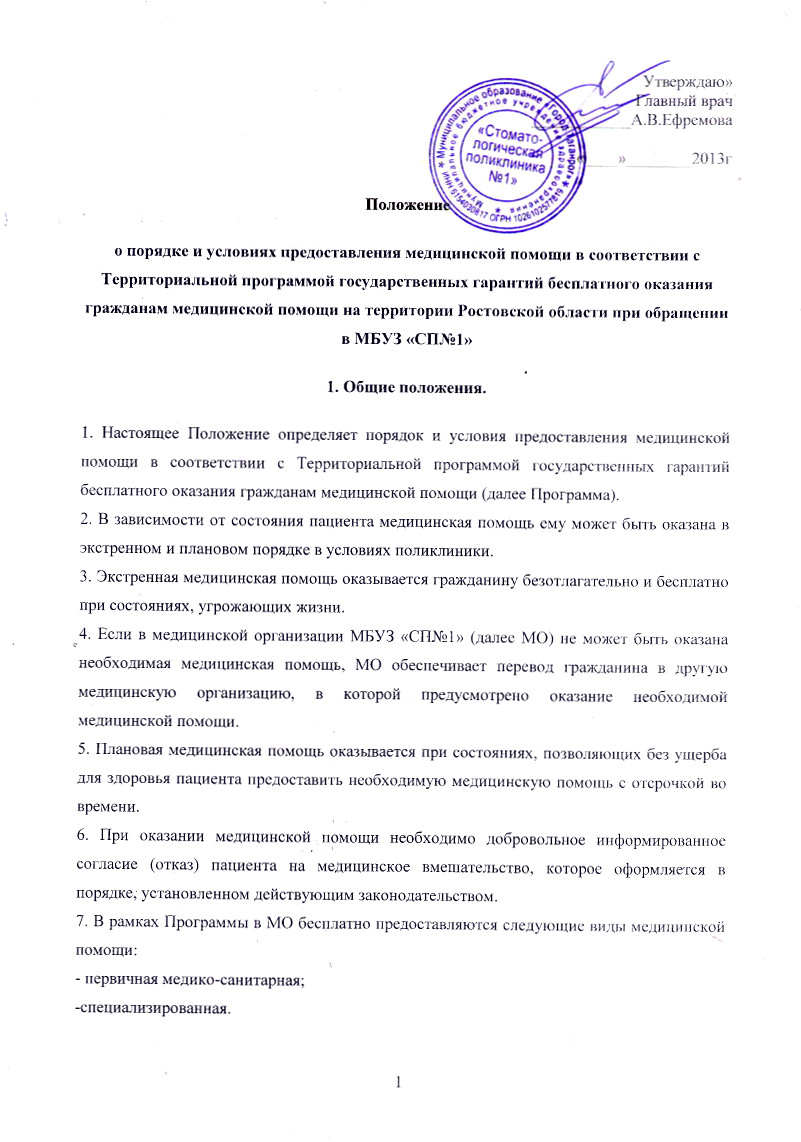 Утверждаю»
Главный врач
А.В.Ефремова
« » 2013г
Муниципальное образование «Город Таганрог»
Муниципальное бюджетное учреждение здравоохранения
ИНН 6154030817 ОГРН 1026102577619
«Стомато-
логическая
поликлиника
№1»
Положение
о порядке и условиях предоставления медицинской помощи в соответствии с
Территориальной программой государственных гарантий бесплатного оказания
гражданам медицинской помощи на территории Ростовской области при обращении
в МБУЗ «СП№1»
1. Общие положения.
1. Настоящее Положение определяет порядок и условия предоставления медицинской
помощи в соответствии с Территориальной программой государственных гарантий
бесплатного оказания гражданам медицинской помощи (далее Программа).
2. В зависимости от состояния пациента медицинская помощь ему может быть оказана в
экстренном и плановом порядке в условиях поликлиники.
3. Экстренная медицинская помощь оказывается гражданину безотлагательно и бесплатно
при состояниях, угрожающих жизни.
4. Если в медицинской организации МБУЗ «СП№1» (далее МО) не может быть оказана
необходимая медицинская помощь, МО обеспечивает перевод гражданина в другую
медицинскую организацию, в которой предусмотрено оказание необходимой
медицинской помощи.
5. Плановая медицинская помощь оказывается при состояниях, позволяющих без ущерба
для здоровья пациента предоставить необходимую медицинскую помощь с отсрочкой во
времени.
6. При оказании медицинской помощи необходимо добровольное информированное
согласие (отказ) пациента на медицинское вмешательство, которое оформляется в
порядке, установленном действующим законодательством.
7. В рамках Программы в МО бесплатно предоставляются следующие виды медицинской
помощи:
- первичная медико-санитарная;
-специализированная.
1